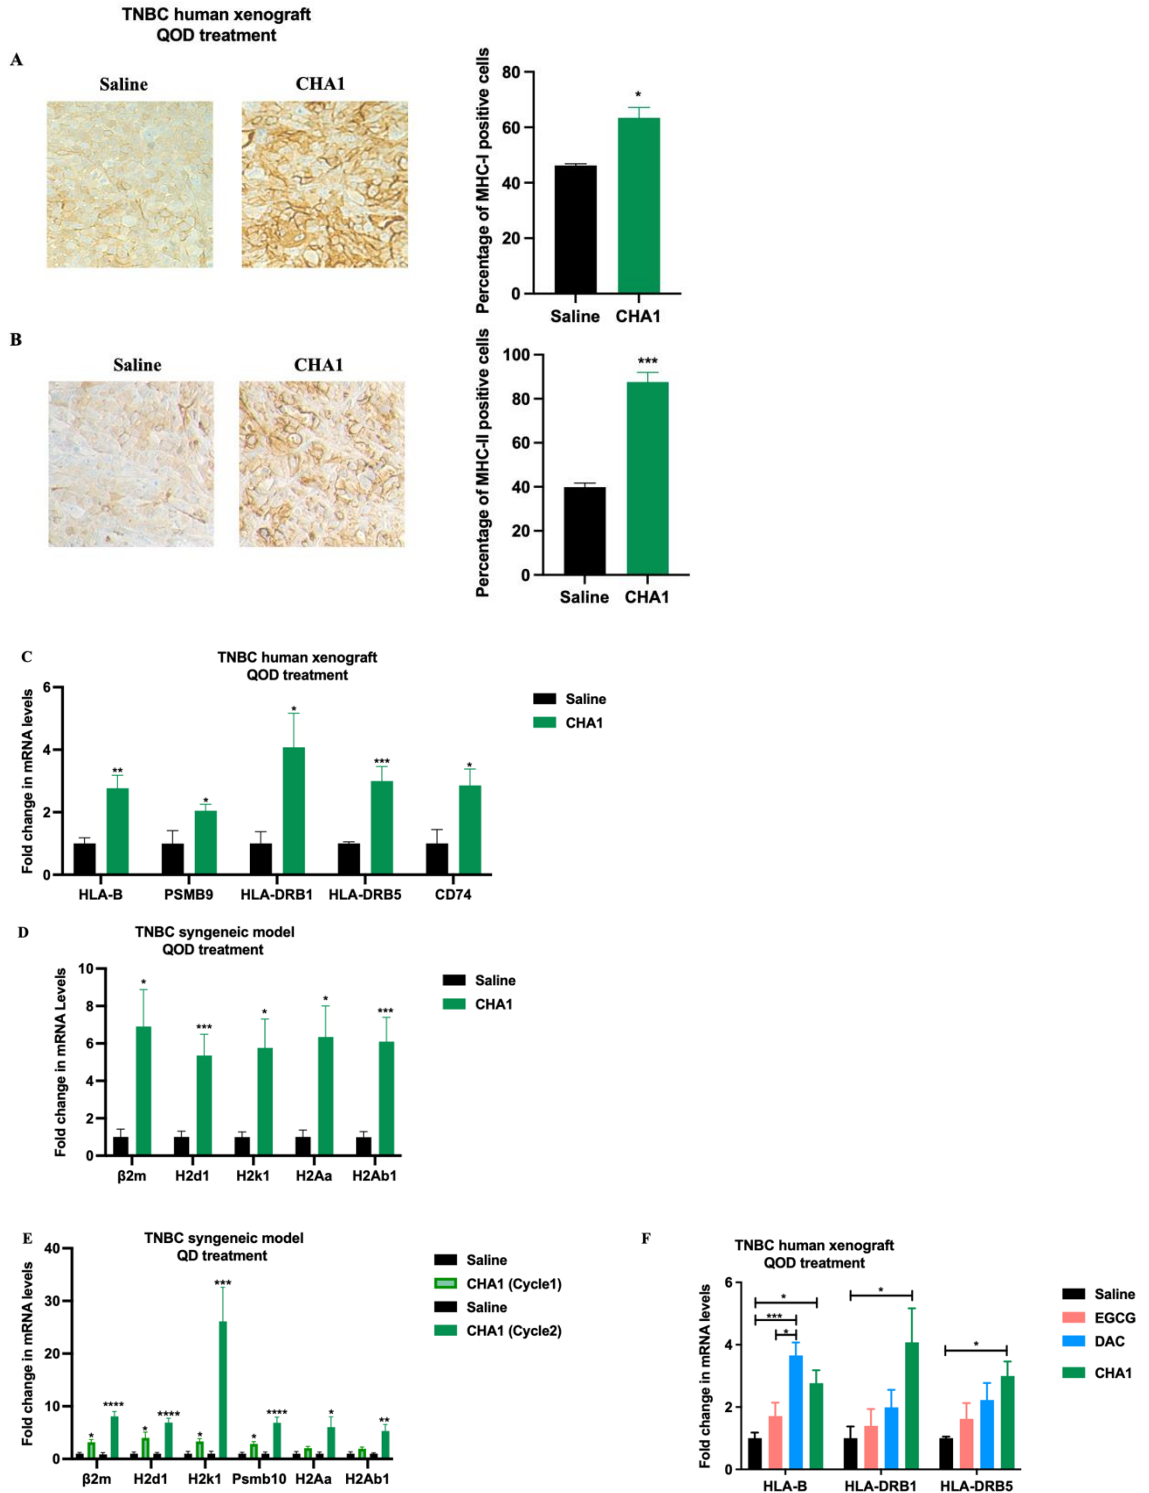 TNBC human xenograft
QOD treatment
A
Saline
CHA1
Percentage of MHC-I positive cells
80
60
40
20
0
*
Saline
CHA1
B
Saline
CHA1
Percentage of MHC-II positive cells
100
80
60
40
20
0
***
Saline
CHA1
C
TNBC human xenograft
QOD treatment
Fold change in mRNA levels
6
4
2
0
**
*
*
***
*
HLA-B
PSMB9
HLA-DRB1
HLA-DRB5
CD74
Saline
CHA1
D
TNBC syngeneic model
QOD treatment
Fold change in mRNA Levels
10
8
6
4
2
0
*
***
*
*
***
β2m
H2d1
H2k1
H2Aa
H2Ab1
Saline
CHA1
E
TNBC syngeneic model
QD treatment
Fold change in mRNA levels
40
30
20
10
0
*
****
*
****
*
***
*
****
*
**
β2m
H2d1
H2k1
Psmb10
H2Aa
H2Ab1
Saline
CHA1 (Cycle1)
Saline
CHA1 (Cycle2)
F
TNBC human xenograft
QOD treatment
Fold change in mRNA levels
6
4
2
0
*
***
*
*
*
HLA-B
HLA-DRB1
HLA-DRB5
Saline
EGCG
DAC
CHA1